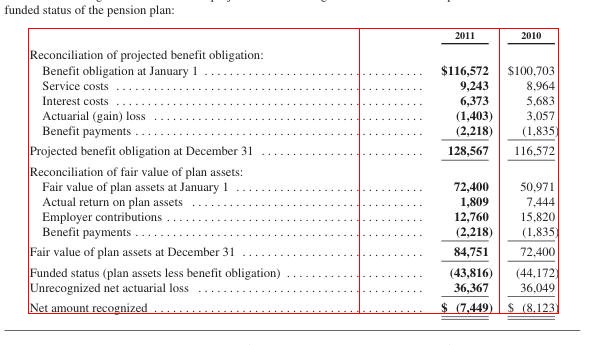 funded status of the pension plan:
2011 2010
Reconciliation of projected benefit obligation:
Benefit obligation at January 1 . . . . . . . . . . . . . . . . . . . . . . . . . . . . . . . . . . $116,572 $100,703
Service costs . . . . . . . . . . . . . . . . . . . . . . . . . . . . . . . . . . . . . . . . . . . . . . . 9,243 8,964
Interest costs . . . . . . . . . . . . . . . . . . . . . . . . . . . . . . . . . . . . . . . . . . . . . . . 6,373 5,683
Actuarial (gain) loss . . . . . . . . . . . . . . . . . . . . . . . . . . . . . . . . . . . . . . . . . . (1,403) 3,057
Benefit payments . . . . . . . . . . . . . . . . . . . . . . . . . . . . . . . . . . . . . . . . . . . . (2,218) (1,835)
Projected benefit obligation at December 31 . . . . . . . . . . . . . . . . . . . . . . . . . . 128,567 116,572
Reconciliation of fair value of plan assets:
Fair value of plan assets at January 1 . . . . . . . . . . . . . . . . . . . . . . . . . . . . . 72,400 50,971
Actual return on plan assets . . . . . . . . . . . . . . . . . . . . . . . . . . . . . . . . . . . . 1,809 7,444
Employer contributions . . . . . . . . . . . . . . . . . . . . . . . . . . . . . . . . . . . . . . . . 12,760 15,820
Benefit payments . . . . . . . . . . . . . . . . . . . . . . . . . . . . . . . . . . . . . . . . . . . . (2,218) (1,835)
Fair value of plan assets at December 31 . . . . . . . . . . . . . . . . . . . . . . . . . . . . 84,751 72,400
Funded status (plan assets less benefit obligation) . . . . . . . . . . . . . . . . . . . . . . (43,816) (44,172)
Unrecognized net actuarial loss . . . . . . . . . . . . . . . . . . . . . . . . . . . . . . . . . . . . 36,367 36,049
Net amount recognized . . . . . . . . . . . . . . . . . . . . . . . . . . . . . . . . . . . . . . . . . . $ (7,449) $ (8,123)